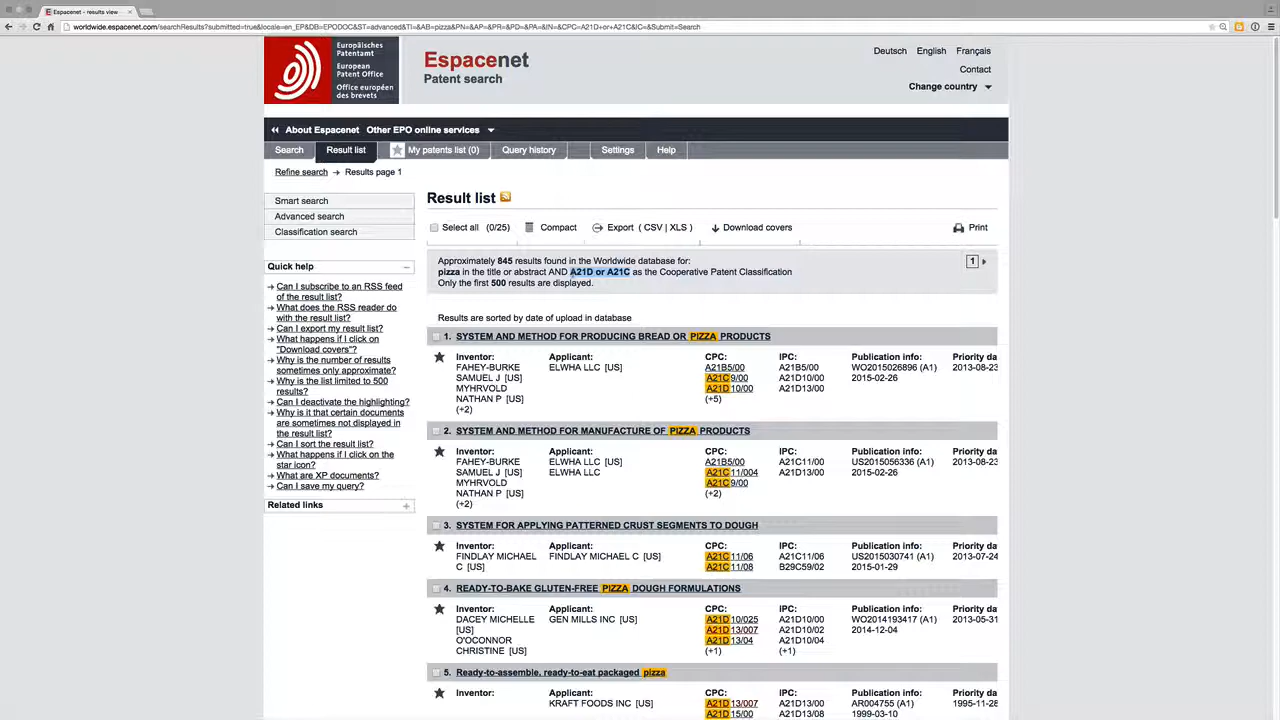 Espacenet - results view
worldwide.espacenet.com/searchResults?submitted=true&locale=en_EP&DB=EPODOC&ST=advanced&TI=&AB=pizza&PN=&AP=&PR=&PD=&PA=&IN=&CPC=A21D+or+A21C&IC=&Submit=Search
Europäisches
Patentamt
European
Patent Office
Office européen
des brevets
Espacenet
Patent search
Deutsch English Français
Contact
Change country
About Espacenet Other EPO online services
Search Result list My patents list (0) Query history Settings Help
Refine search → Results page 1
Smart search
Advanced search
Classification search
Quick help
→ Can I subscribe to an RSS feed
of the result list?
→ What does the RSS reader do
with the result list?
→ Can I export my result list?
→ What happens if I click on
"Download covers"?
→ Why is the number of results
sometimes only approximate?
→ Why is the list limited to 500
results?
→ Can I deactivate the highlighting?
→ Why is it that certain documents
are sometimes not displayed in
the result list?
→ Can I sort the result list?
→ What happens if I click on the
star icon?
→ What are XP documents?
→ Can I save my query?
Related links
Result list
Select all (0/25) Compact Export ( CSV | XLS ) Download covers Print
Approximately 845 results found in the Worldwide database for:
pizza in the title or abstract AND A21D or A21C as the Cooperative Patent Classification
Only the first 500 results are displayed.
1
Results are sorted by date of upload in database
1. SYSTEM AND METHOD FOR PRODUCING BREAD OR PIZZA PRODUCTS
Inventor: Applicant: CPC: IPC: Publication info: Priority da
FAHEY-BURKE ELWHA LLC [US] A21B5/00 A21B5/00 WO2015026896 (A1) 2013-08-23
SAMUEL J [US] A21C9/00 A21D10/00 2015-02-26
MYHRVOLD A21D10/00 A21D13/00
NATHAN P [US] (+5)
(+2)
2. SYSTEM AND METHOD FOR MANUFACTURE OF PIZZA PRODUCTS
Inventor: Applicant: CPC: IPC: Publication info: Priority da
FAHEY-BURKE ELWHA LLC [US] A21B5/00 A21C11/00 US2015056336 (A1) 2013-08-23
SAMUEL J [US] ELWHA LLC A21C11/004 A21D13/00 2015-02-26
MYHRVOLD A21C9/00
NATHAN P [US] (+2)
(+2)
3. SYSTEM FOR APPLYING PATTERNED CRUST SEGMENTS TO DOUGH
Inventor: Applicant: CPC: IPC: Publication info: Priority da
FINDLAY MICHAEL FINDLAY MICHAEL C [US] A21C11/06 A21C11/06 US2015030741 (A1) 2013-07-24
C [US] A21C11/08 B29C59/02 2015-01-29
4. READY-TO-BAKE GLUTEN-FREE PIZZA DOUGH FORMULATIONS
Inventor: Applicant: CPC: IPC: Publication info: Priority da
DACEY MICHELLE GEN MILLS INC [US] A21D10/025 A21D10/00 WO2014193417 (A1) 2013-05-31
[US] A21D13/007 A21D10/02 2014-12-04
O'CONNOR A21D13/04 A21D10/04
CHRISTINE [US] (+1) (+1)
5. Ready-to-assemble, ready-to-eat packaged pizza
Inventor: Applicant: CPC: IPC: Publication info: Priority da
KRAFT FOODS INC [US] A21D13/007 A21D13/00 AR004755 (A1) 1995-11-28
A21D15/00 A21D13/08 1999-03-10